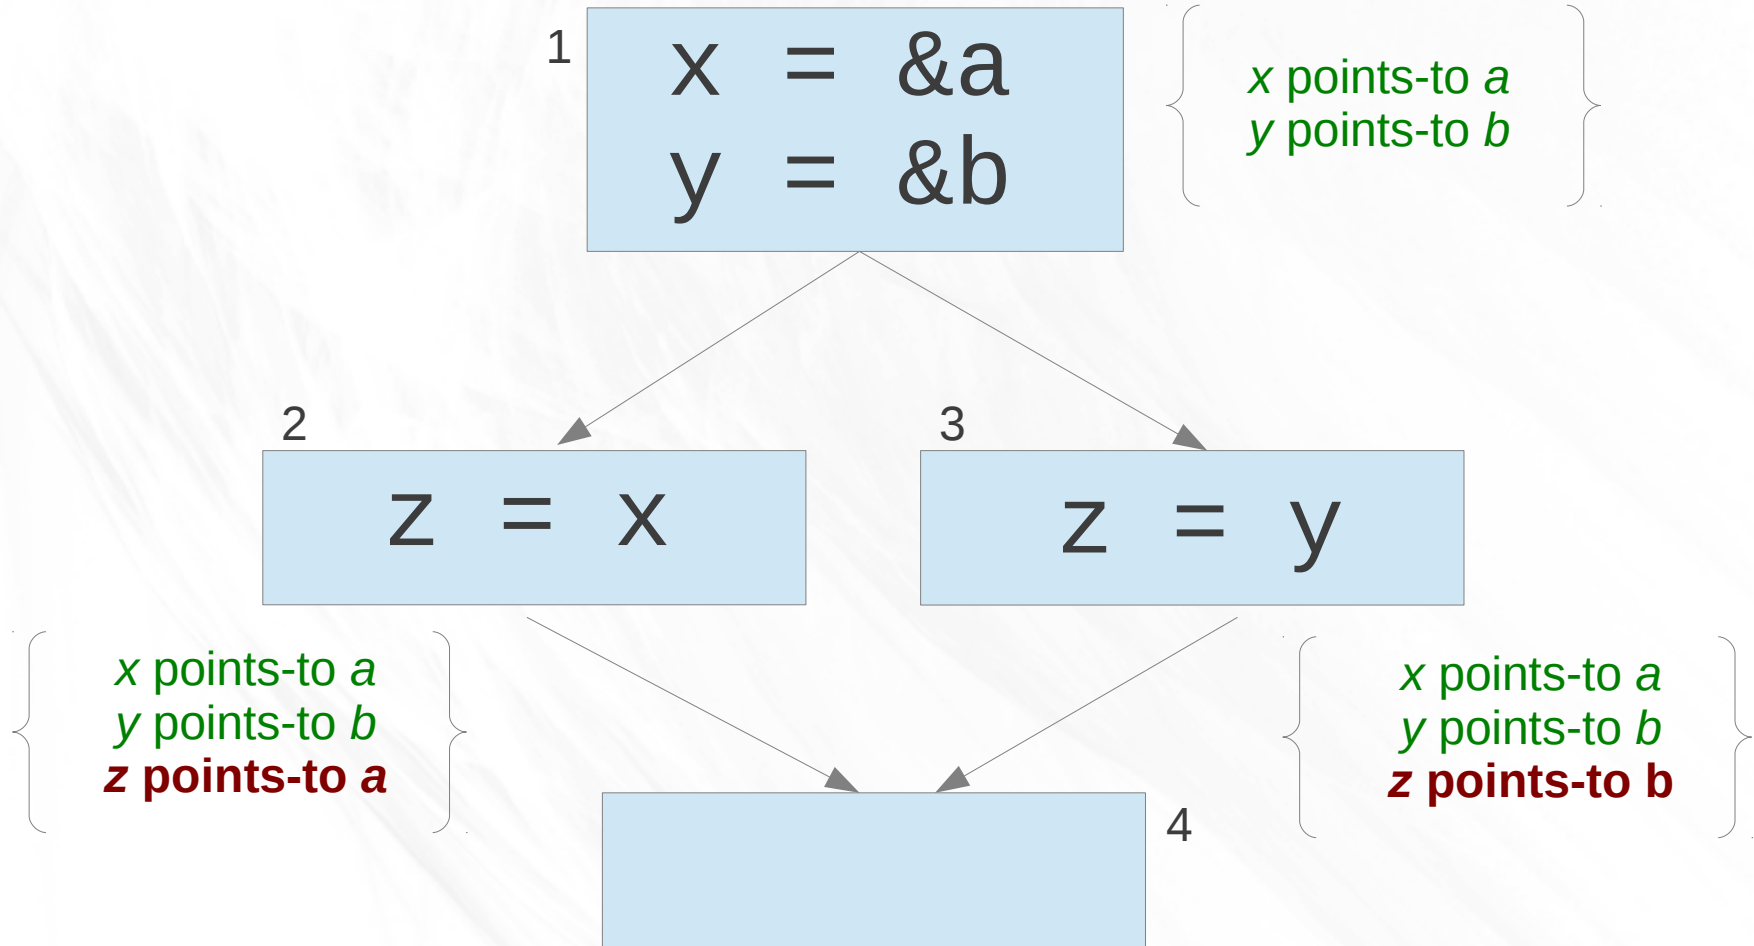 1
x = &a
y = &b
x points-to a
y points-to b
2
z = x
3
z = y
x points-to a
y points-to b
z points-to a
x points-to a
y points-to b
z points-to b
4